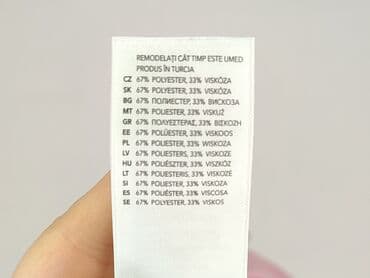 REMODELAȚI CÂT TIMP ESTE UMED
PRODUS ÎN TURCIA
CZ 67% POLYESTER, 33% VISKÓZA
SK 67% POLYESTER, 33% VISKÓZA
BG 67% ПОЛИЕСТЕР, 33% ВИСКОЗА
MT 67% POLIESTER, 33% VISKUŻ
GR 67% ΠΟΛΥΕΣΤΕΡΑΣ, 33% ΒΙΣΚΟΖΗ
EE 67% POLÜESTER, 33% VISKOOS
PL 67% POLIESTER, 33% WISKOZA
LV 67% POLIESTERIS, 33% VISKOZE
HU 67% POLIÉSZTER, 33% VISZKÓZ
LT 67% POLIESTERIS, 33% VISKOZĖ
SI 67% POLIESTER, 33% VISKOZA
ES 67% POLIÉSTER, 33% VISCOSA
SE 67% POLYESTER, 33% VISKOS